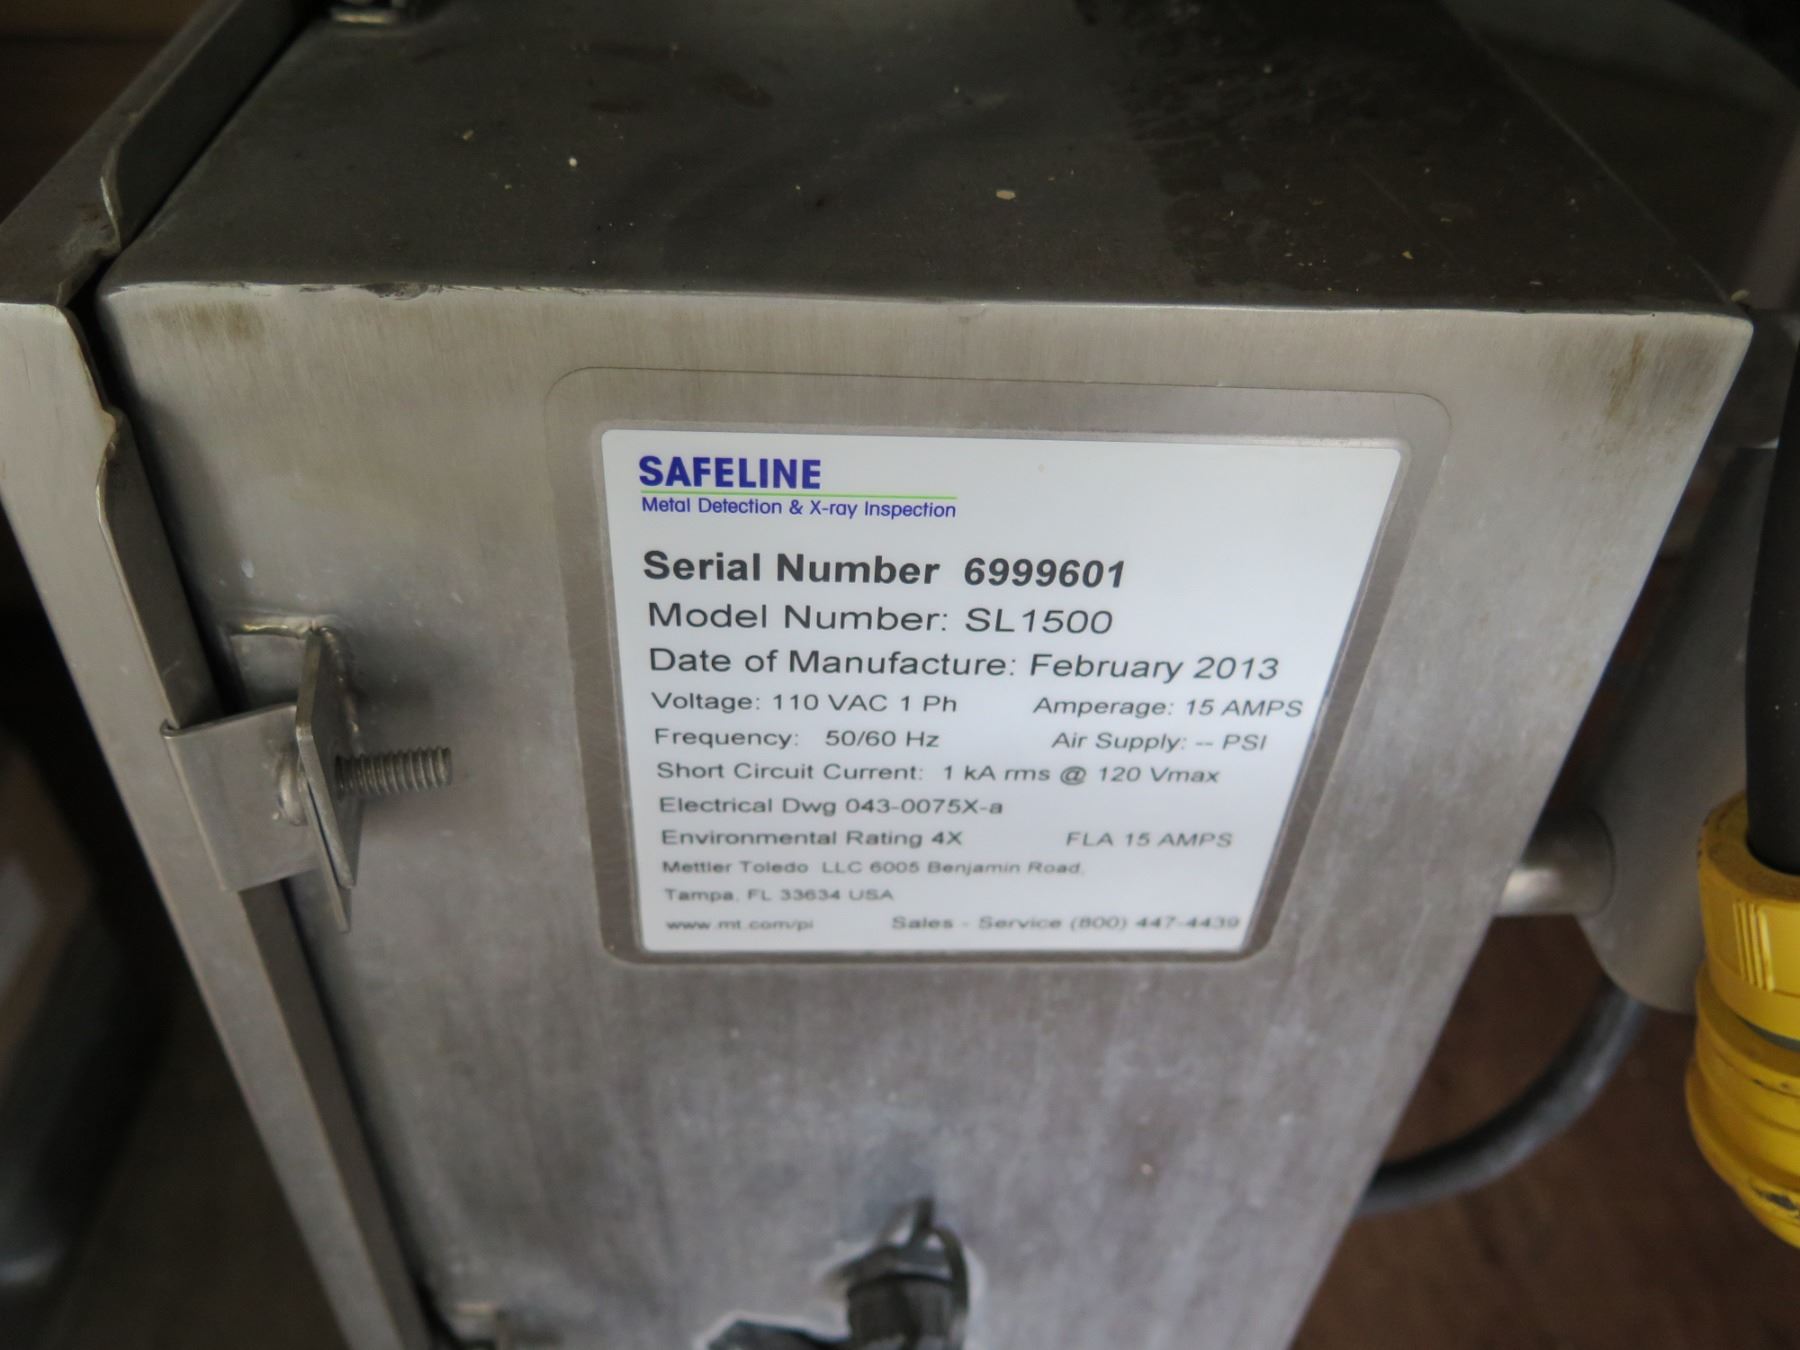 SAFELINE
Metal Detection & X-ray Inspection
Serial Number 6999601
Model Number: SL1500
Date of Manufacture: February 2013
Voltage: 110 VAC 1 Ph Amperage: 15 AMPS
Frequency: 50/60 Hz Air Supply: -- PSI
Short Circuit Current: 1 kA rms @ 120 Vmax
Electrical Dwg 043-0075X-a
Environmental Rating 4X FLA 15 AMPS
Mettler Toledo LLC 6005 Benjamin Road,
Tampa, FL 33634 USA
www.mt.com/pi Sales - Service (800) 447-4439